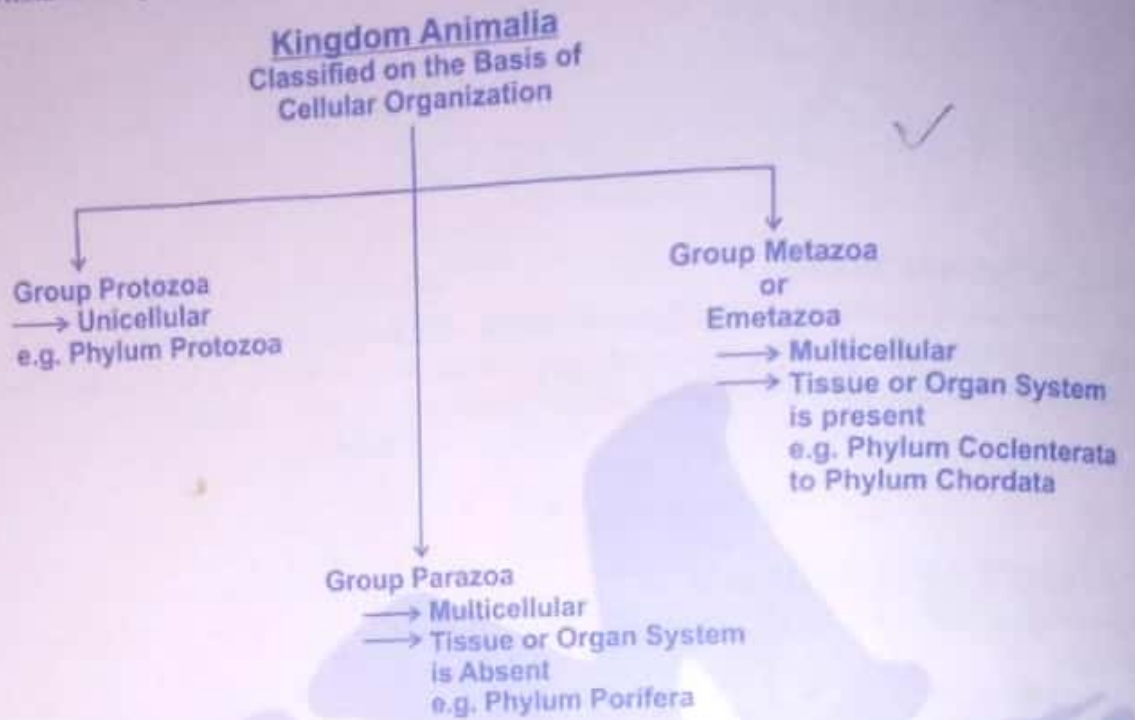 Kingdom Animalia
Classified on the Basis of
Cellular Organization
Group Protozoa
→ Unicellular
e.g. Phylum Protozoa
Group Metazoa
or
Emetazoa
→ Multicellular
→ Tissue or Organ System
is present
e.g. Phylum Coclenterata
to Phylum Chordata
Group Parazoa
→ Multicellular
→ Tissue or Organ System
is Absent
e.g. Phylum Porifera